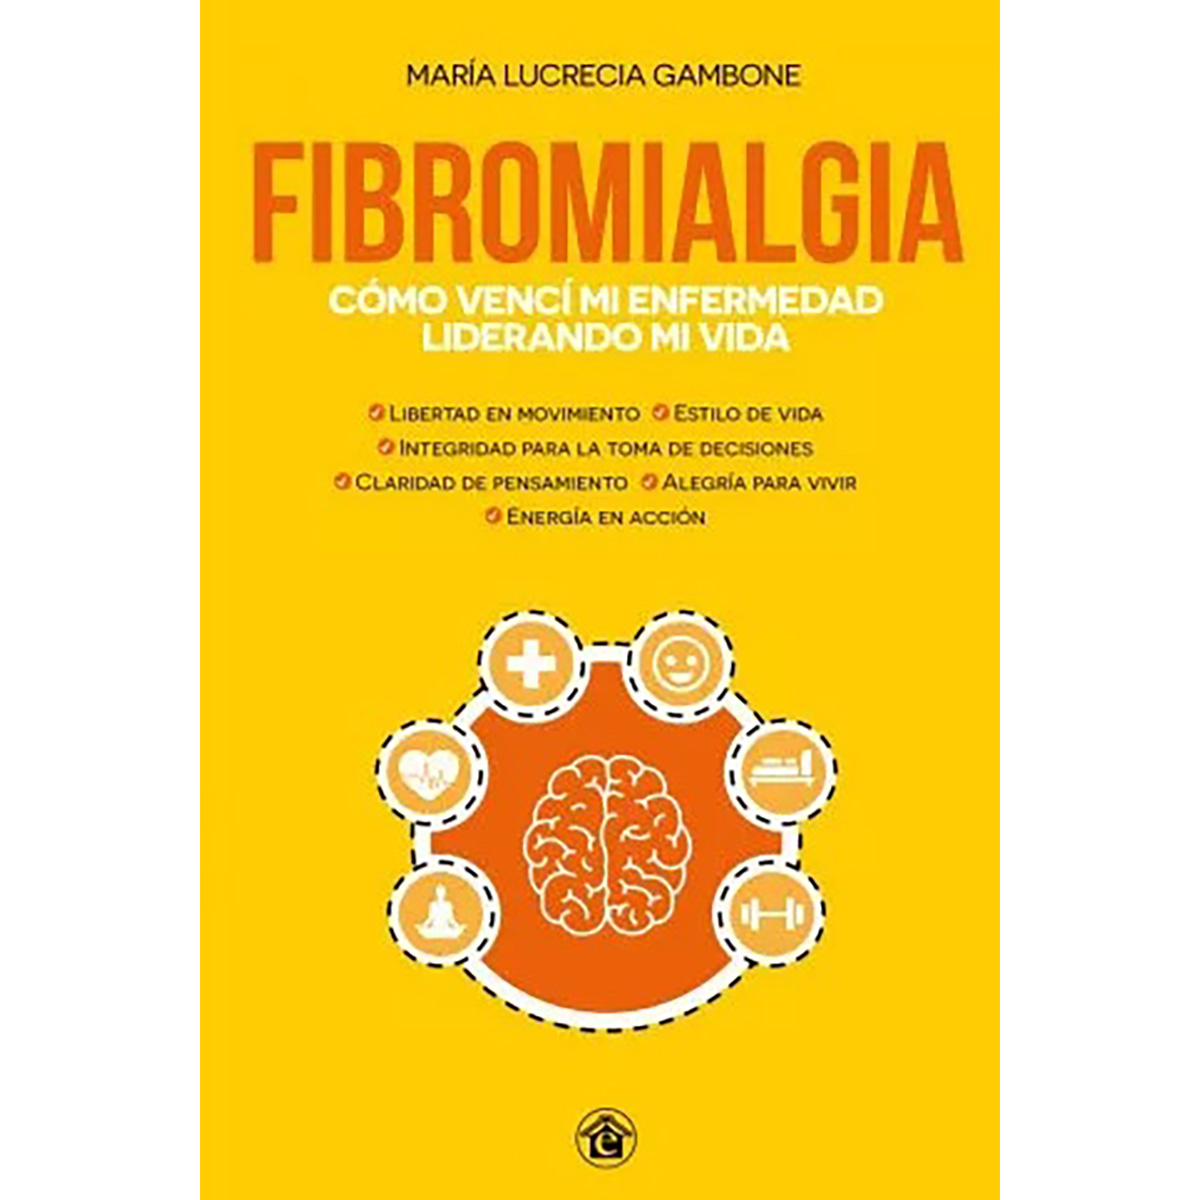 MARÍA LUCRECIA GAMBONE
FIBROMIALGIA
CÓMO VENCÍ MI ENFERMEDAD
LIDERANDO MI VIDA
LIBERTAD EN MOVIMIENTO ESTILO DE VIDA
INTEGRIDAD PARA LA TOMA DE DECISIONES
CLARIDAD DE PENSAMIENTO ALEGRÍA PARA VIVIR
ENERGÍA EN ACCIÓN
e